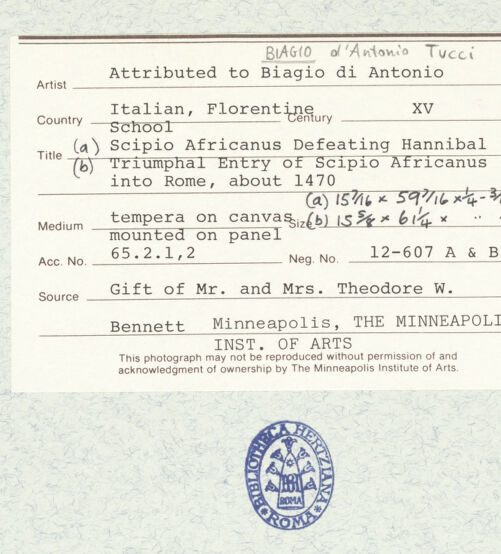 BIAGIO d'Antonio Tucci
Artist Attributed to Biagio di Antonio
Country Italian, Florentine Century XV
School
Title (a) Scipio Africanus Defeating Hannibal
(b) Triumphal Entry of Scipio Africanus
into Rome, about 1470
(a) 15 7/16 x 59 7/16 x 1/4 -
Medium tempera on canvas Size (b) 15 5/8 x 61 1/4 x " "
mounted on panel
Acc. No. 65.2.1,2 Neg. No. 12-607 A & B
Source Gift of Mr. and Mrs. Theodore W.
Bennett Minneapolis, THE MINNEAPOLI
INST. OF ARTS
This photograph may not be reproduced without permission of and
acknowledgment of ownership by The Minneapolis Institute of Arts.
BIBLIOTHECA HERTZIANA
ROMA
* ROMA *